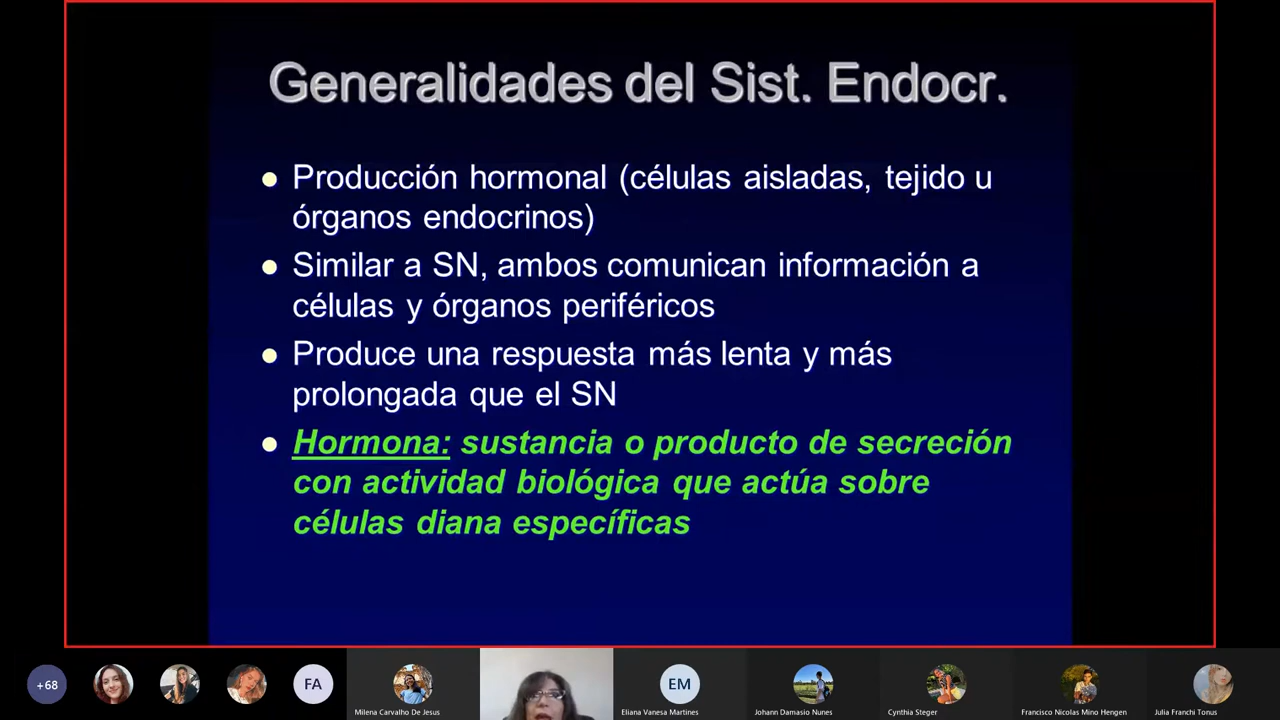 Generalidades del Sist. Endocr.
Producción hormonal (células aisladas, tejido u
órganos endocrinos)
Similar a SN, ambos comunican información a
células y órganos periféricos
Produce una respuesta más lenta y más
prolongada que el SN
Hormona: sustancia o producto de secreción
con actividad biológica que actúa sobre
células diana específicas
+68
FA
EM
Milena Carvalho De Jesus
Eliana Vanesa Martines
Johann Damasio Nunes
Cynthia Steger
Francisco Nicolas Mino Hengen
Julia Franchi Tonus